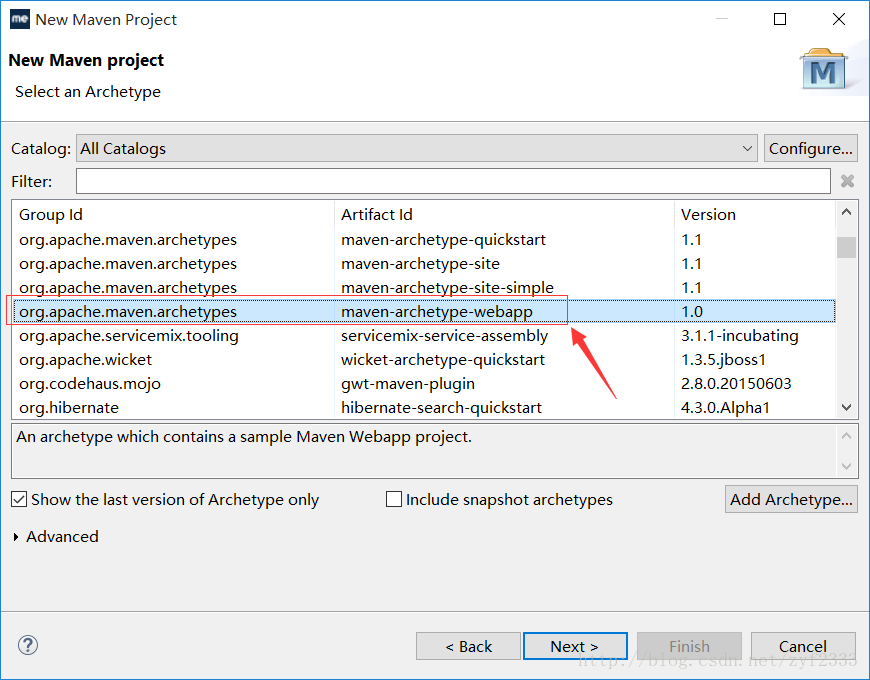 me New Maven Project
New Maven project
Select an Archetype
M
Catalog: All Catalogs Configure...
Filter:
Group Id Artifact Id Version
org.apache.maven.archetypes maven-archetype-quickstart 1.1
org.apache.maven.archetypes maven-archetype-site 1.1
org.apache.maven.archetypes maven-archetype-site-simple 1.1
org.apache.maven.archetypes maven-archetype-webapp 1.0
org.apache.servicemix.tooling servicemix-service-assembly 3.1.1-incubating
org.apache.wicket wicket-archetype-quickstart 1.3.5.jboss1
org.codehaus.mojo gwt-maven-plugin 2.8.0.20150603
org.hibernate hibernate-search-quickstart 4.3.0.Alpha1
An archetype which contains a sample Maven Webapp project.
Show the last version of Archetype only Include snapshot archetypes Add Archetype...
Advanced
? < Back Next > Finish Cancel